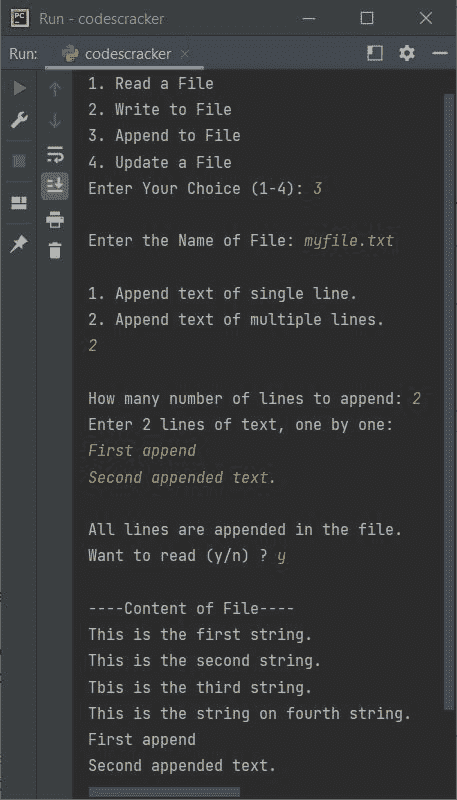 PC
Run - codescracker
Run:
codescracker
1. Read a File
2. Write to File
3. Append to File
4. Update a File
Enter Your Choice (1-4): 3
Enter the Name of File: myfile.txt
1. Append text of single line.
2. Append text of multiple lines.
2
How many number of lines to append: 2
Enter 2 lines of text, one by one:
First append
Second appended text.
All lines are appended in the file.
Want to read (y/n) ? y
----Content of File----
This is the first string.
This is the second string.
Tbis is the third string.
This is the string on fourth string.
First append
Second appended text.